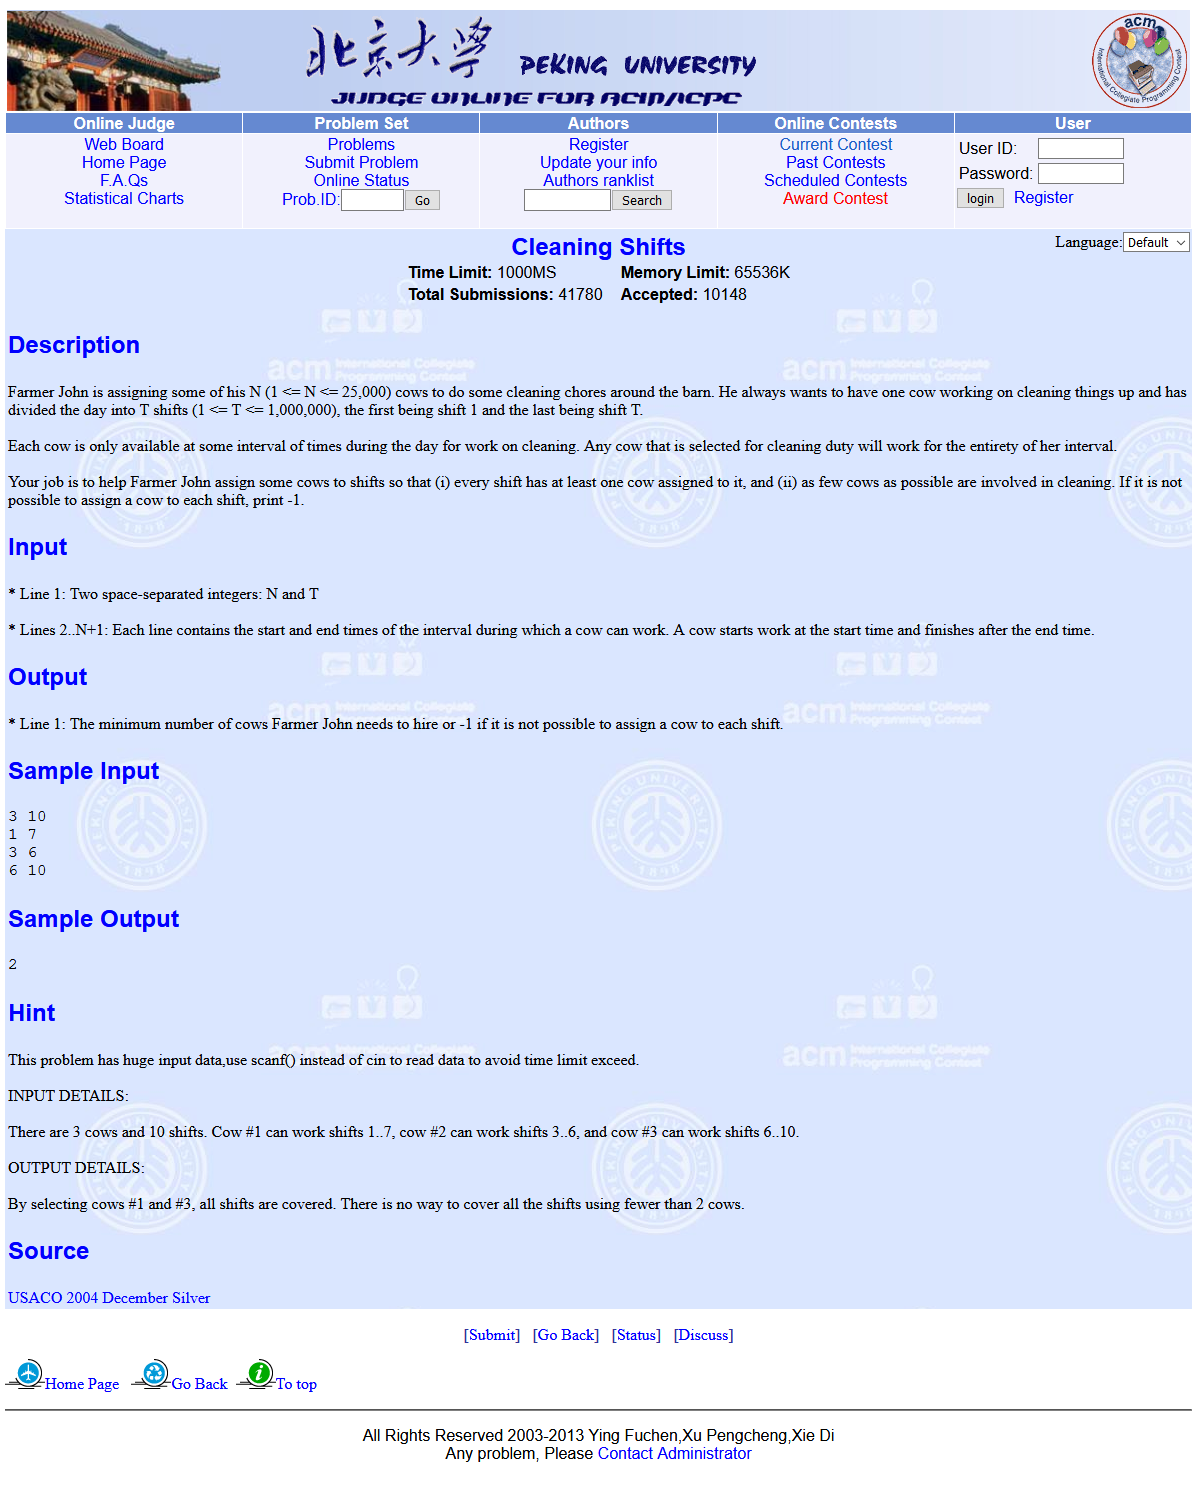 北京大學 PEKING UNIVERSITY
JUDGE ONLINE FOR ACM/ICPC
acm
International Collegiate Programming Contest
Online Judge Problem Set Authors Online Contests User
Web Board Problems Register Current Contest User ID:
Home Page Submit Problem Update your info Past Contests Password:
F.A.Qs Online Status Authors ranklist Scheduled Contests
Statistical Charts Prob.ID: Go Search Award Contest login Register
Cleaning Shifts Language: Default
Time Limit: 1000MS Memory Limit: 65536K
Total Submissions: 41780 Accepted: 10148
Description
Farmer John is assigning some of his N (1 <= N <= 25,000) cows to do some cleaning chores around the barn. He always wants to have one cow working on cleaning things up and has
divided the day into T shifts (1 <= T <= 1,000,000), the first being shift 1 and the last being shift T.
Each cow is only available at some interval of times during the day for work on cleaning. Any cow that is selected for cleaning duty will work for the entirety of her interval.
Your job is to help Farmer John assign some cows to shifts so that (i) every shift has at least one cow assigned to it, and (ii) as few cows as possible are involved in cleaning. If it is not
possible to assign a cow to each shift, print -1.
Input
* Line 1: Two space-separated integers: N and T
* Lines 2..N+1: Each line contains the start and end times of the interval during which a cow can work. A cow starts work at the start time and finishes after the end time.
Output
* Line 1: The minimum number of cows Farmer John needs to hire or -1 if it is not possible to assign a cow to each shift.
Sample Input
3 10
1 7
3 6
6 10
Sample Output
2
Hint
This problem has huge input data,use scanf() instead of cin to read data to avoid time limit exceed.
INPUT DETAILS:
There are 3 cows and 10 shifts. Cow #1 can work shifts 1..7, cow #2 can work shifts 3..6, and cow #3 can work shifts 6..10.
OUTPUT DETAILS:
By selecting cows #1 and #3, all shifts are covered. There is no way to cover all the shifts using fewer than 2 cows.
Source
USACO 2004 December Silver
[Submit] [Go Back] [Status] [Discuss]
Home Page Go Back To top
All Rights Reserved 2003-2013 Ying Fuchen,Xu Pengcheng,Xie Di
Any problem, Please Contact Administrator